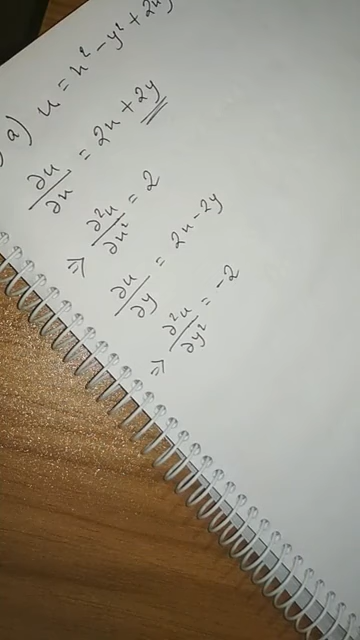 a) u = x² - y² + 2xy
∂u/∂x = 2x + 2y
⇒ ∂²u/∂x² = 2
∂u/∂y = 2x - 2y
⇒ ∂²u/∂y² = -2